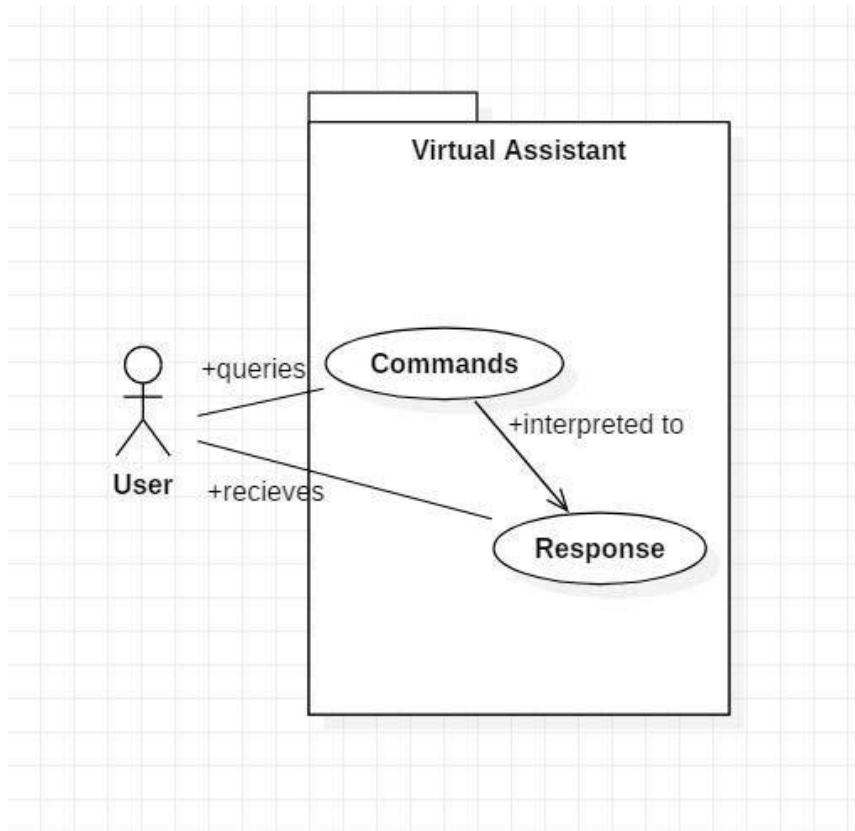 Virtual Assistant
+queries
Commands
+interpreted to
User
+recieves
Response